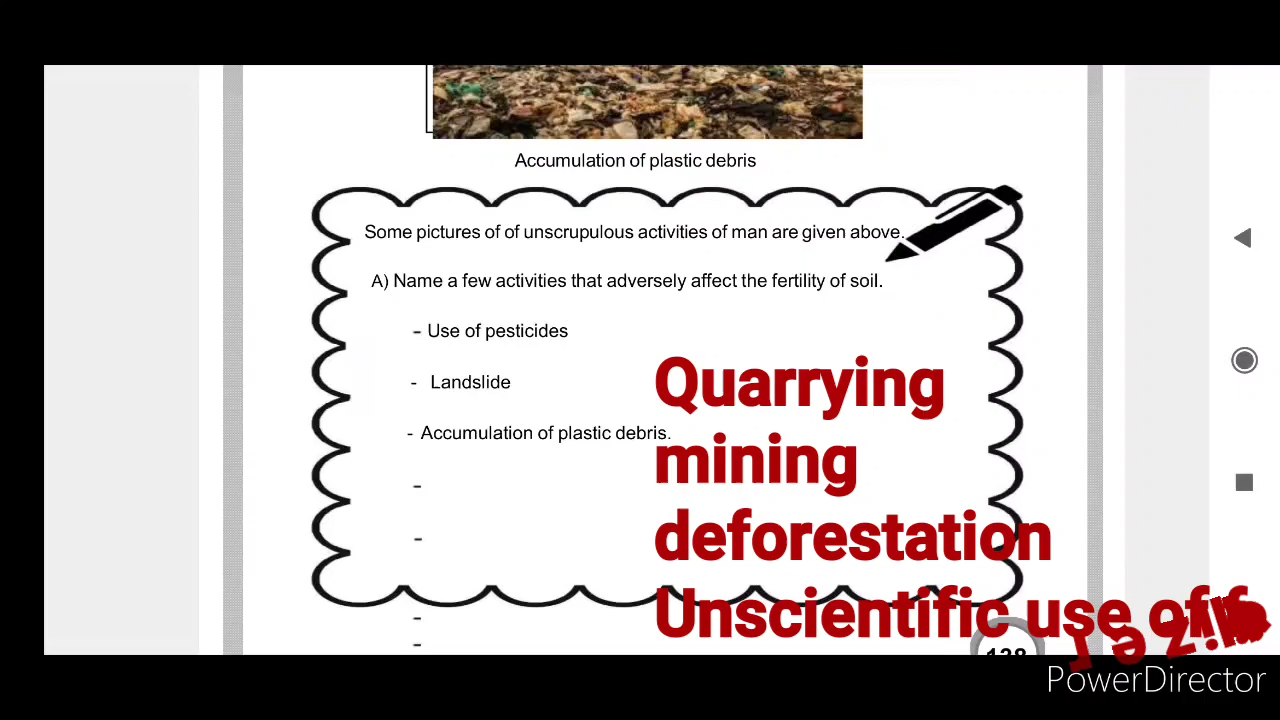 Accumulation of plastic debris
Some pictures of of unscrupulous activities of man are given above.
A) Name a few activities that adversely affect the fertility of soil.
- Use of pesticides
- Landslide
- Accumulation of plastic debris.
-
-
-
-
Quarrying
mining
deforestation
Unscientific use of
138
PowerDirector